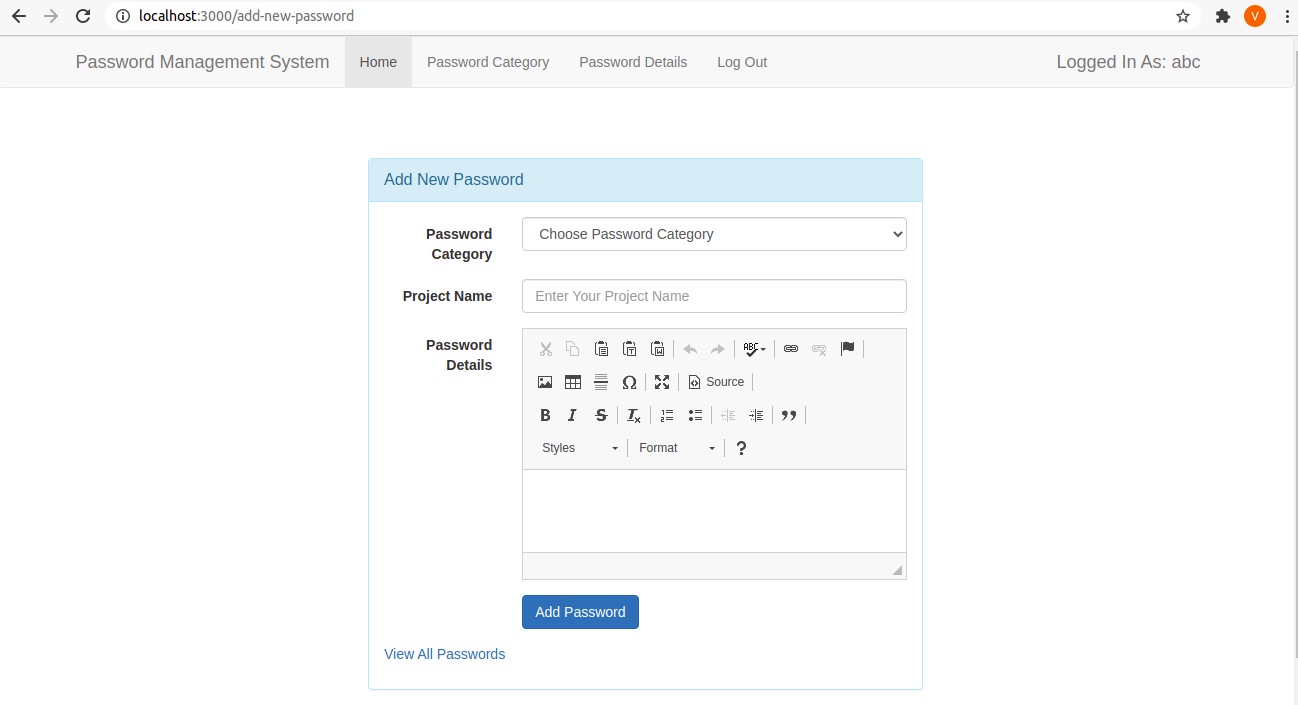 localhost:3000/add-new-password
V
Password Management System Home Password Category Password Details Log Out Logged In As: abc
Add New Password
Password Category
Choose Password Category
Project Name
Enter Your Project Name
Password Details
ABC
Ω
Source
B I S Tx
Styles Format ?
Add Password
View All Passwords